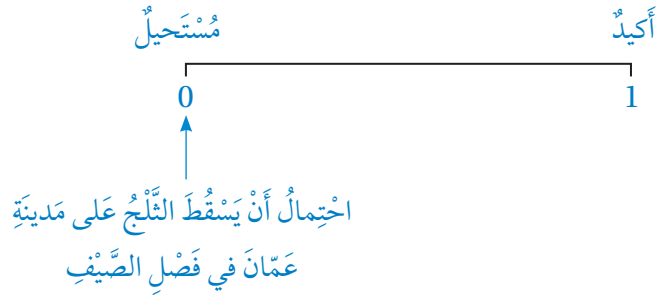 أَكيدٌ
مُسْتَحيلٌ
0
1
احْتِمالُ أَنْ يَسْقُطَ الثَّلْجُ عَلى مَدينَةِ
عَمّانَ في فَصْلِ الصَّيْفِ